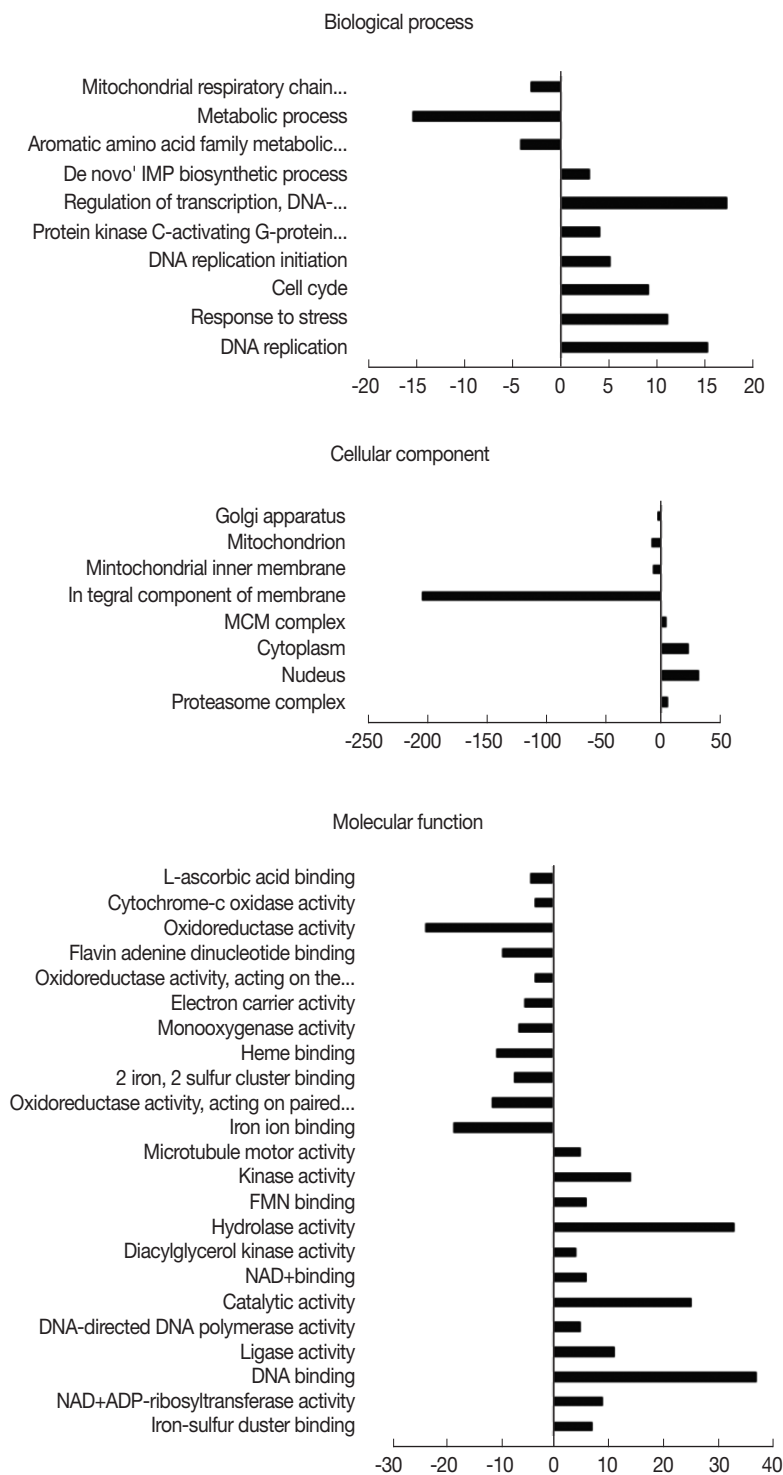 Biological process
Mitochondrial respiratory chain...
Metabolic process
Aromatic amino acid family metabolic...
De novo' IMP biosynthetic process
Regulation of transcription, DNA-...
Protein kinase C-activating G-protein...
DNA replication initiation
Cell cyde
Response to stress
DNA replication
-20 -15 -10 -5 0 5 10 15 20
Cellular component
Golgi apparatus
Mitochondrion
Mintochondrial inner membrane
In tegral component of membrane
MCM complex
Cytoplasm
Nudeus
Proteasome complex
-250 -200 -150 -100 -50 0 50
Molecular function
L-ascorbic acid binding
Cytochrome-c oxidase activity
Oxidoreductase activity
Flavin adenine dinucleotide binding
Oxidoreductase activity, acting on the...
Electron carrier activity
Monooxygenase activity
Heme binding
2 iron, 2 sulfur cluster binding
Oxidoreductase activity, acting on paired...
Iron ion binding
Microtubule motor activity
Kinase activity
FMN binding
Hydrolase activity
Diacylglycerol kinase activity
NAD+binding
Catalytic activity
DNA-directed DNA polymerase activity
Ligase activity
DNA binding
NAD+ADP-ribosyltransferase activity
Iron-sulfur duster binding
-30 -20 -10 0 10 20 30 40